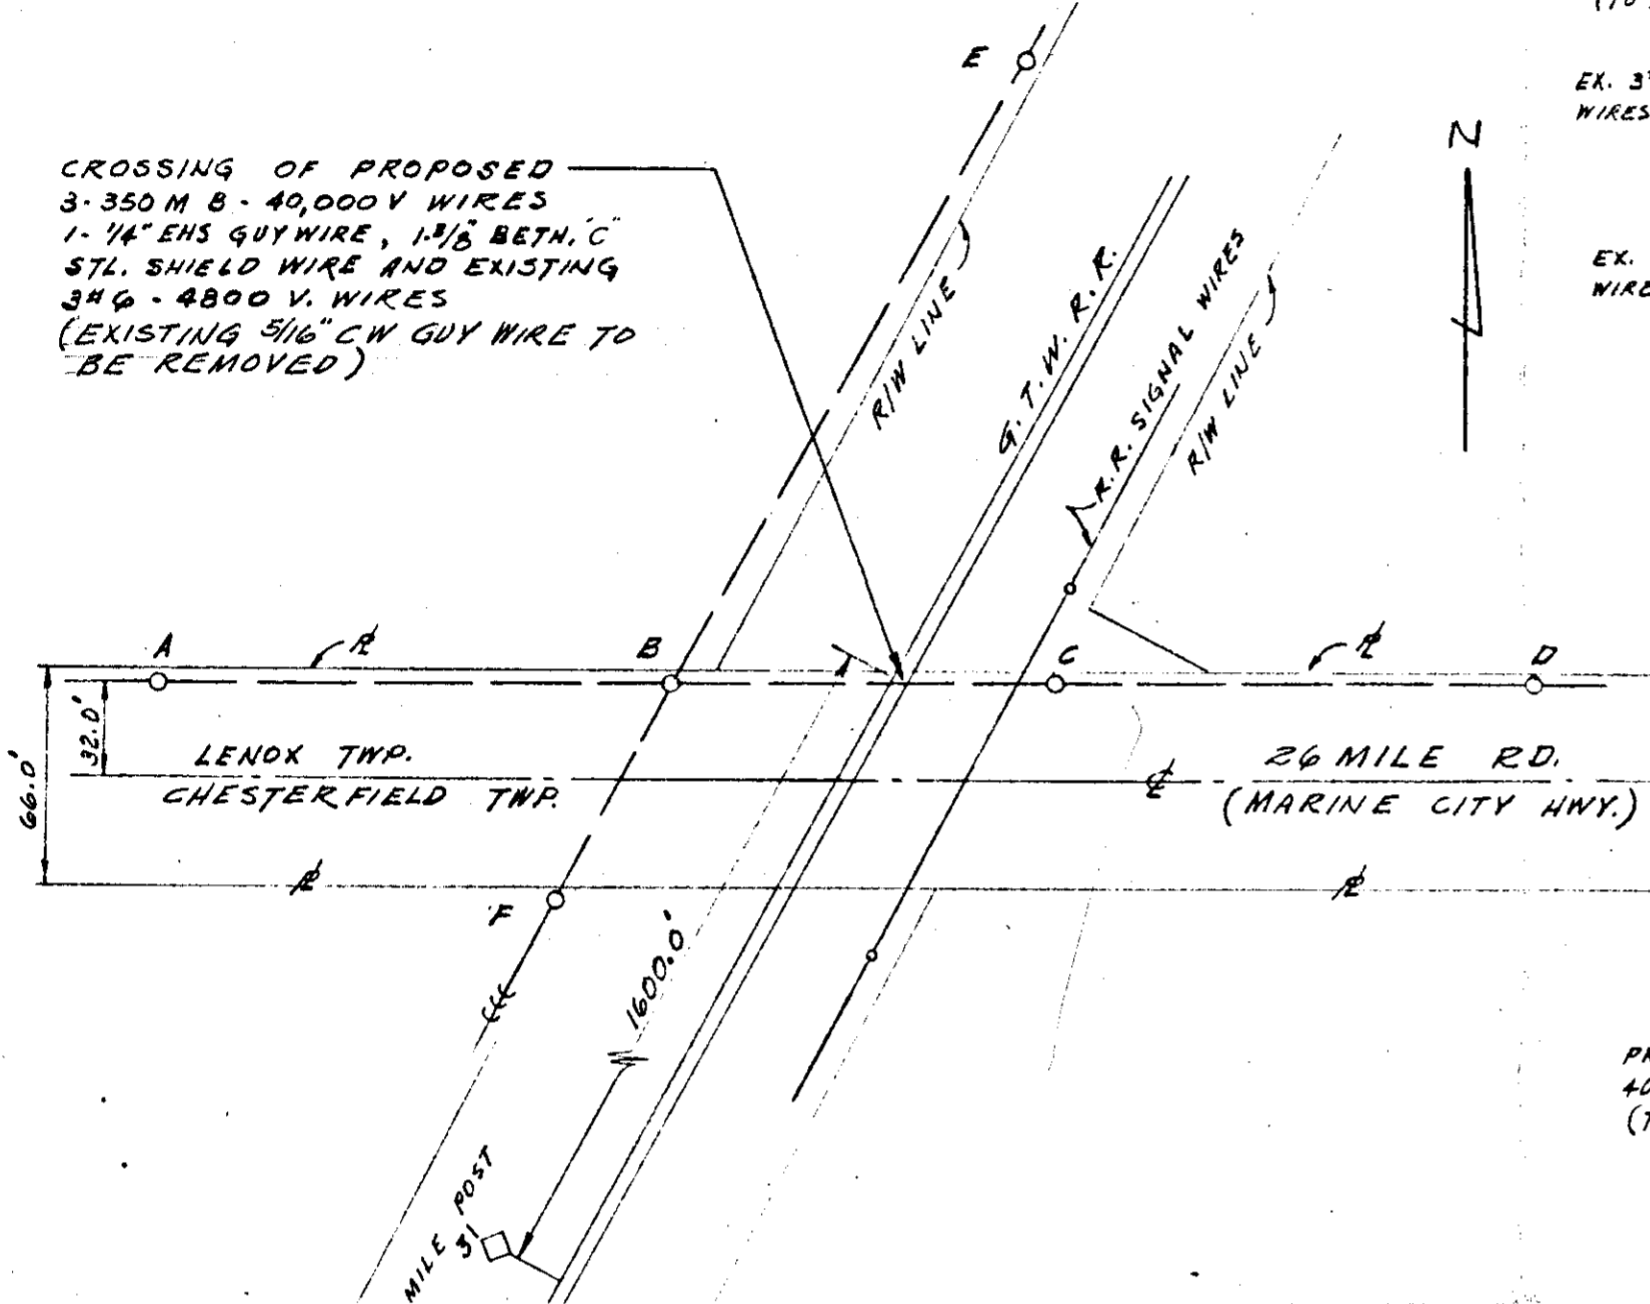 (10
EX. 3
WIRES
EX.
WIRE
N
E
CROSSING OF PROPOSED
3-350 M B - 40,000 V WIRES
1- 1/4" EHS GUY WIRE, 1-3/8" BETH. "C"
STL. SHIELD WIRE AND EXISTING
3#6 - 4800 V. WIRES
(EXISTING 5/16" CW GUY WIRE TO
BE REMOVED)
R/W LINE
G. T. W. R. R.
R.R. SIGNAL WIRES
R/W LINE
A
B
C
D
32.0'
66.0'
LENOX TWP.
CHESTERFIELD TWP.
26 MILE RD.
(MARINE CITY HWY.)
F
1600.0'
MILE POST
31
40